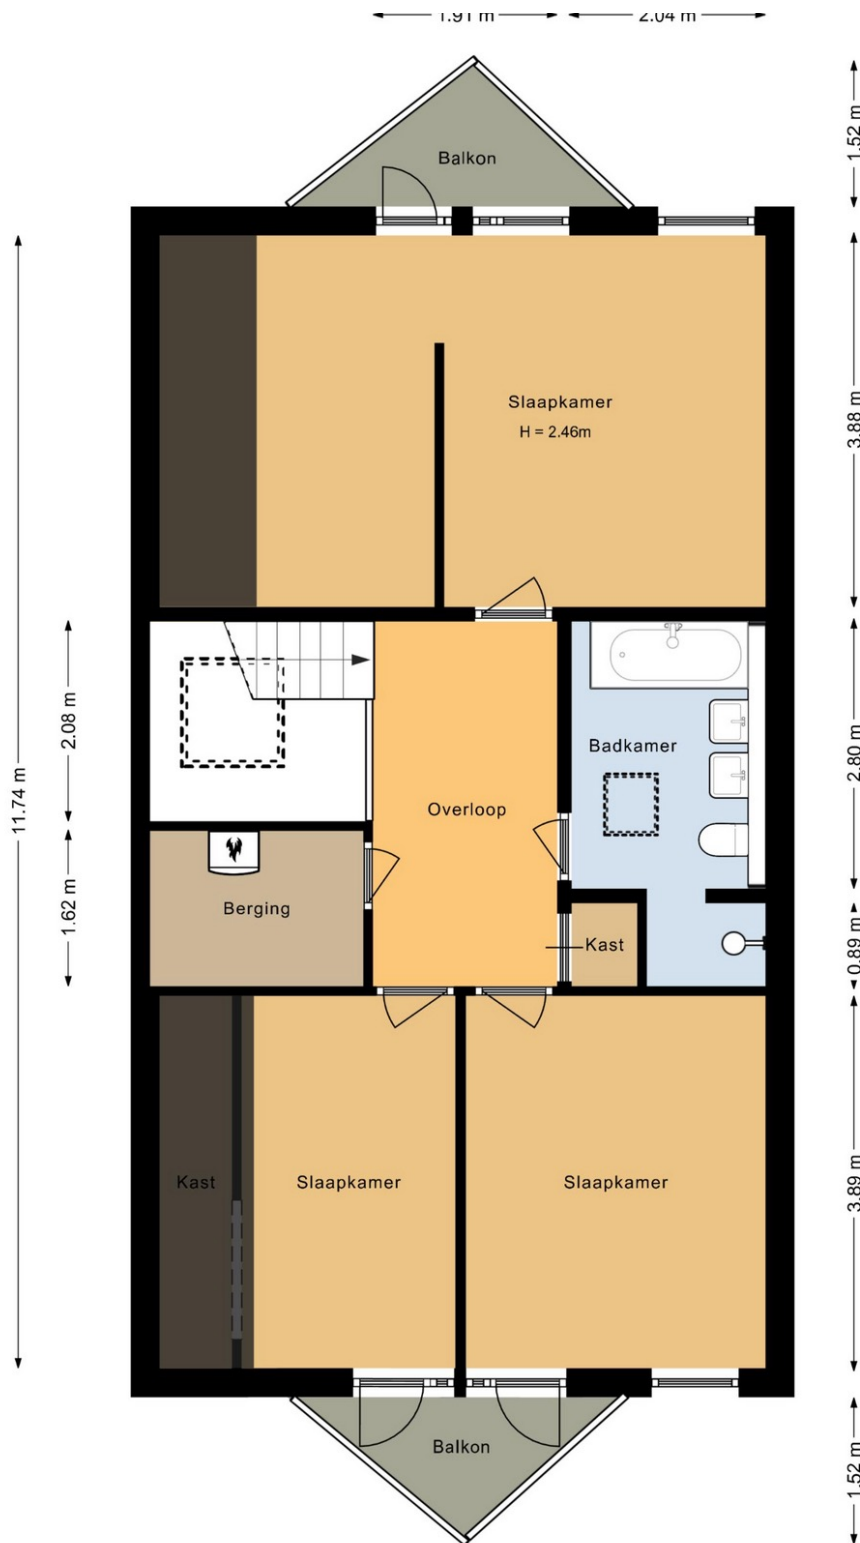 1.91 m
2.04 m
1.52 m
Balkon
3.88 m
Slaapkamer
H = 2.46m
2.08 m
2.80 m
Badkamer
11.74 m
Overloop
1.62 m
Berging
Kast
0.89 m
Kast
Slaapkamer
Slaapkamer
3.89 m
Balkon
1.52 m